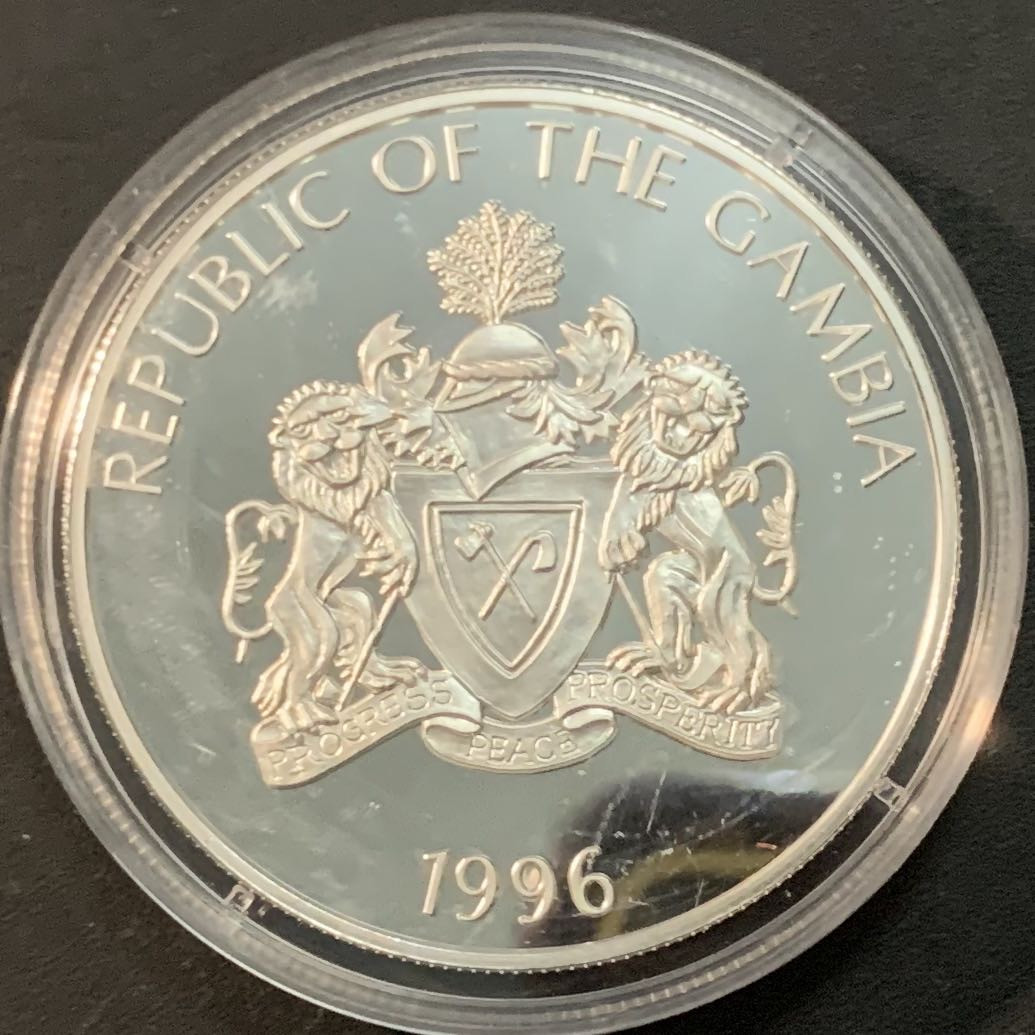 REPUBLIC OF THE GAMBIA
PROGRESS PEACE PROSPERITY
1996